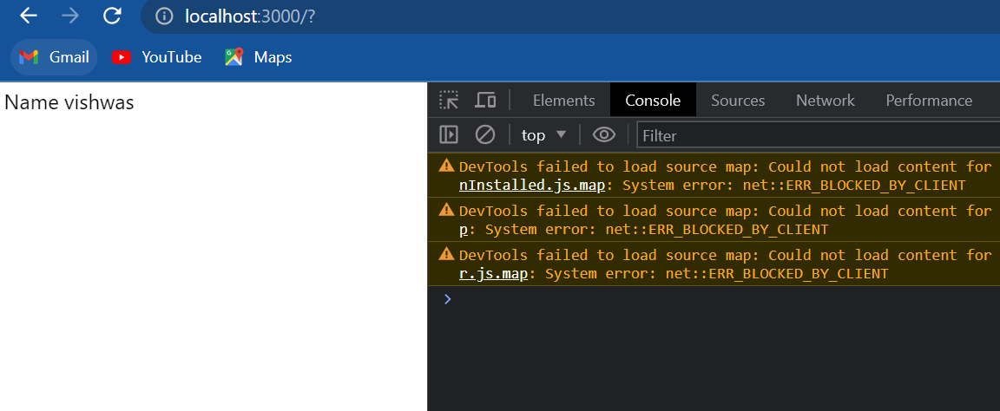 localhost:3000/?
Gmail YouTube Maps
Name vishwas
Elements Console Sources Network Performance
top Filter
DevTools failed to load source map: Could not load content for
nInstalled.js.map: System error: net::ERR_BLOCKED_BY_CLIENT
DevTools failed to load source map: Could not load content for
p: System error: net::ERR_BLOCKED_BY_CLIENT
DevTools failed to load source map: Could not load content for
r.js.map: System error: net::ERR_BLOCKED_BY_CLIENT